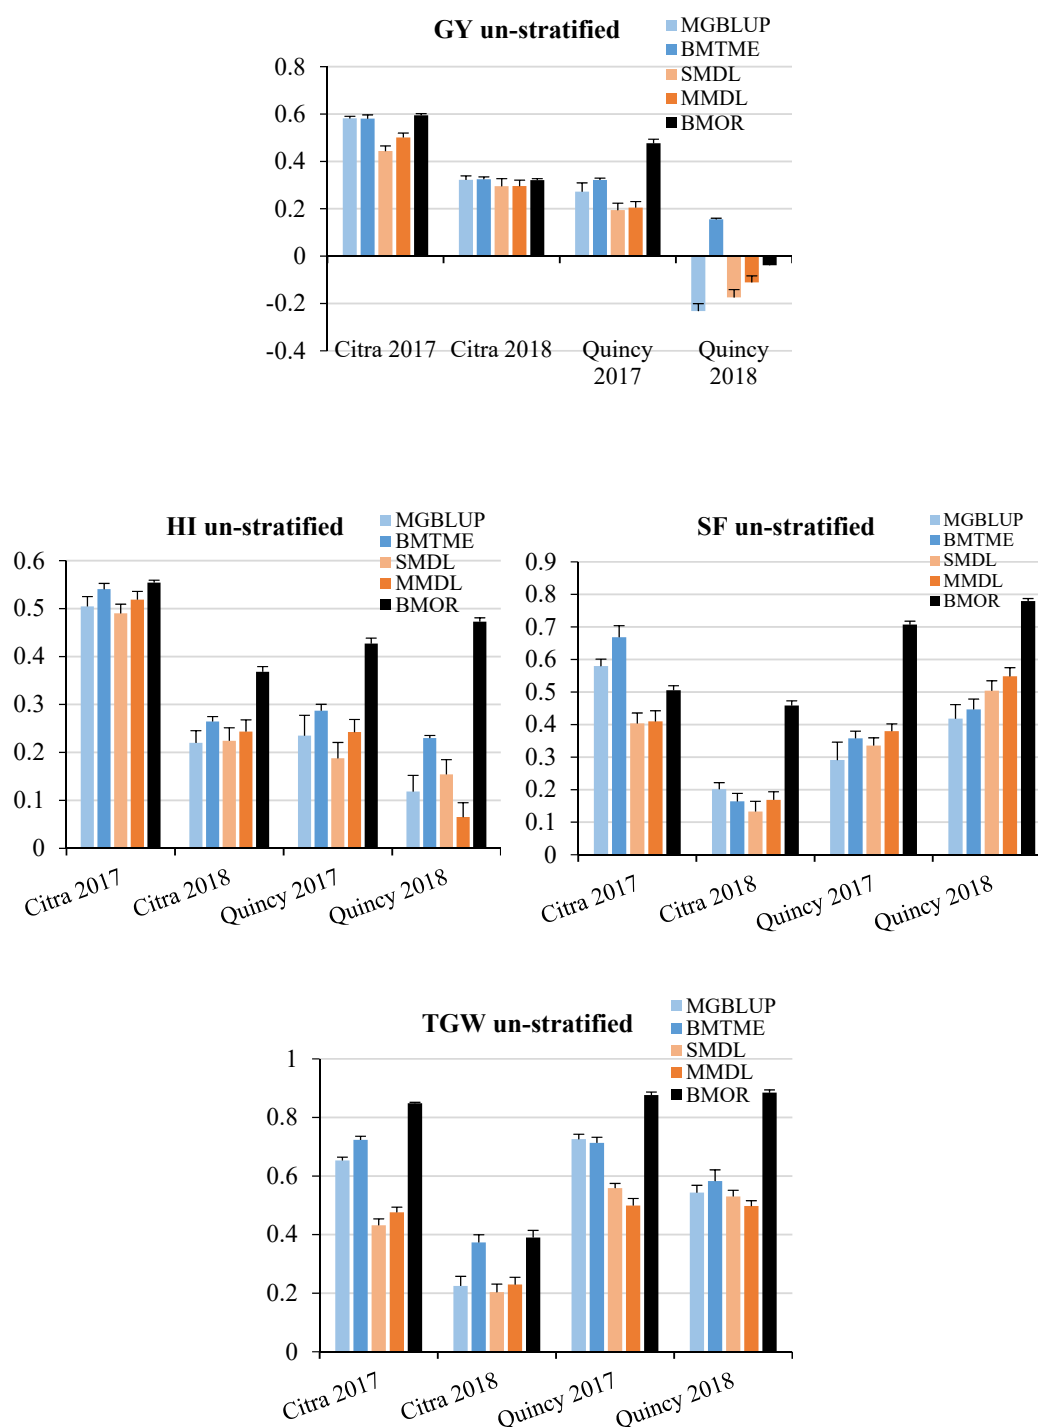 GY un-stratified
MGBLUP
BMTME
SMDL
MMDL
BMOR
0.8
0.6
0.4
0.2
0
-0.2
-0.4
Citra 2017
Citra 2018
Quincy
2017
Quincy
2018
HI un-stratified
MGBLUP
BMTME
SMDL
MMDL
BMOR
0.6
0.5
0.4
0.3
0.2
0.1
0
Citra 2017
Citra 2018
Quincy 2017
Quincy 2018
SF un-stratified
MGBLUP
BMTME
SMDL
MMDL
BMOR
0.9
0.8
0.7
0.6
0.5
0.4
0.3
0.2
0.1
0
Citra 2017
Citra 2018
Quincy 2017
Quincy 2018
TGW un-stratified
MGBLUP
BMTME
SMDL
MMDL
BMOR
1
0.8
0.6
0.4
0.2
0
Citra 2017
Citra 2018
Quincy 2017
Quincy 2018